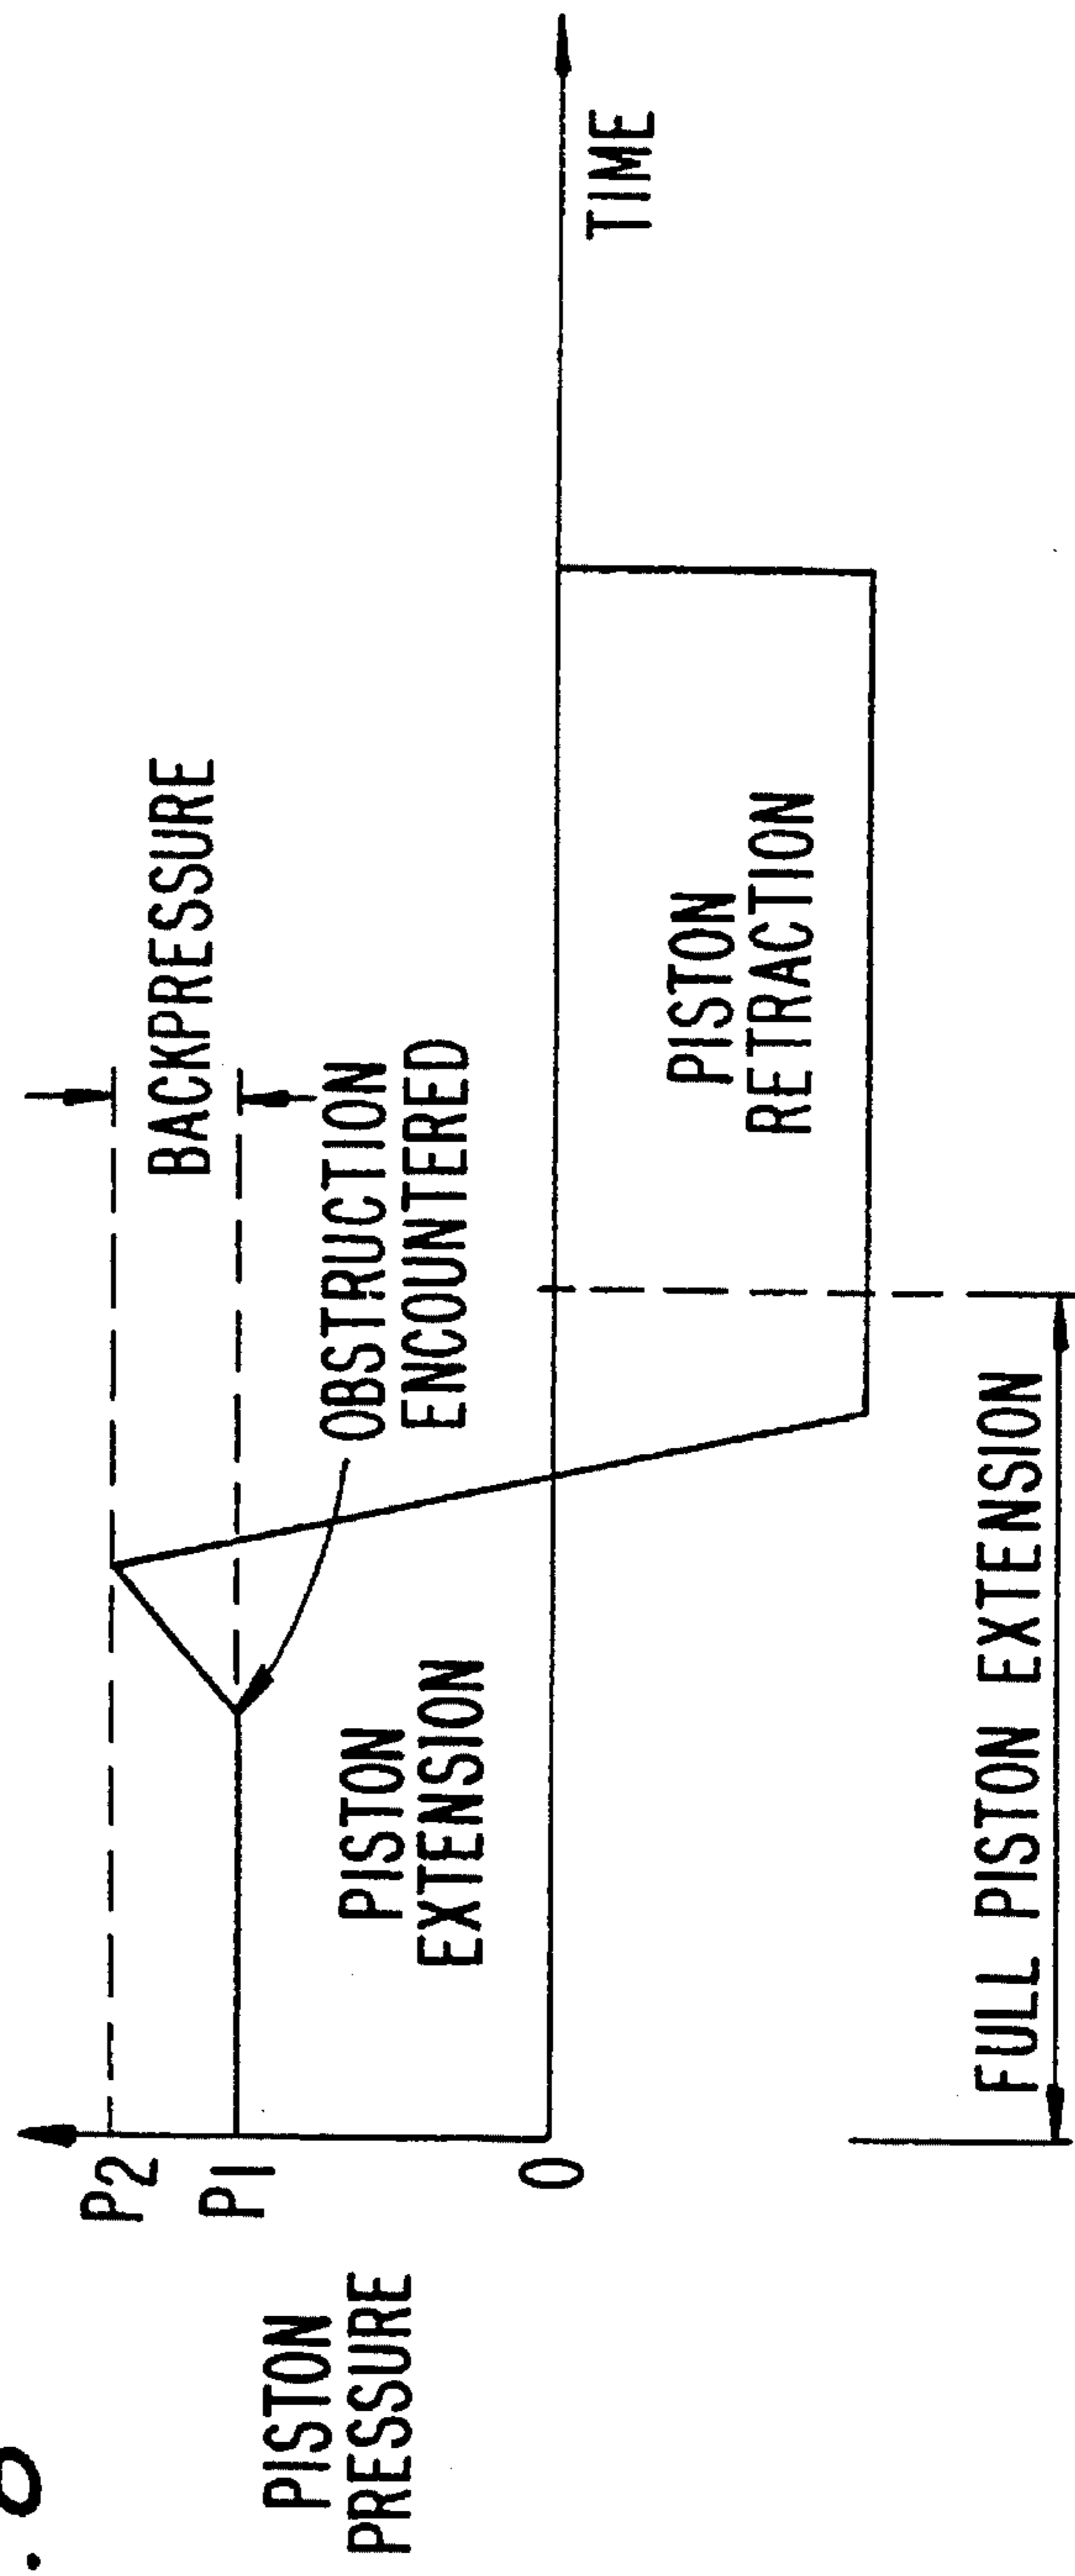 P2
P1
0
PISTON
PRESSURE
BACKPRESSURE
OBSTRUCTION
ENCOUNTERED
PISTON
EXTENSION
PISTON
RETRACTION
TIME
FULL PISTON EXTENSION